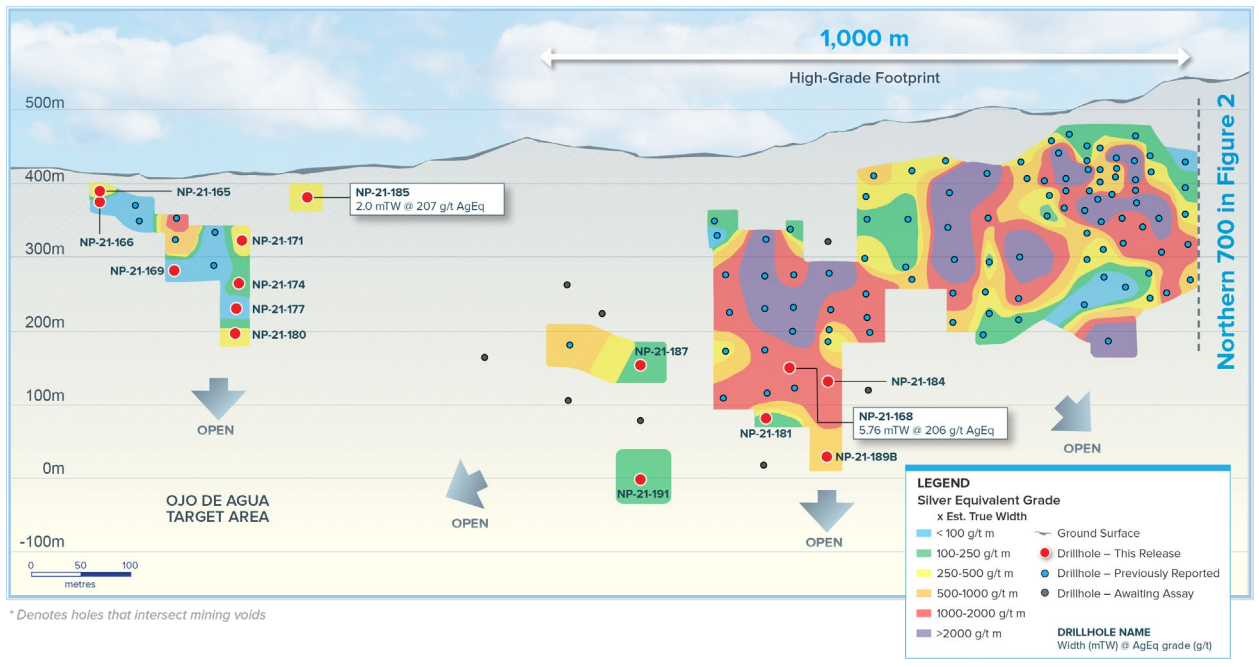 1,000 m
High-Grade Footprint
Northern 700 in Figure 2
500m
400m
300m
200m
100m
0m
-100m
NP-21-165
NP-21-166
NP-21-185
2.0 mTW @ 207 g/t AgEq
NP-21-171
NP-21-169
NP-21-174
NP-21-177
NP-21-180
NP-21-187
NP-21-184
NP-21-168
5.76 mTW @ 206 g/t AgEq
NP-21-181
NP-21-189B
NP-21-191
OPEN
OPEN
OPEN
OPEN
OJO DE AGUA
TARGET AREA
0 50 100
metres
LEGEND
Silver Equivalent Grade
x Est. True Width
< 100 g/t m
100-250 g/t m
250-500 g/t m
500-1000 g/t m
1000-2000 g/t m
>2000 g/t m
Ground Surface
Drillhole – This Release
Drillhole – Previously Reported
Drillhole – Awaiting Assay
DRILLHOLE NAME
Width (mTW) @ AgEq grade (g/t)
* Denotes holes that intersect mining voids